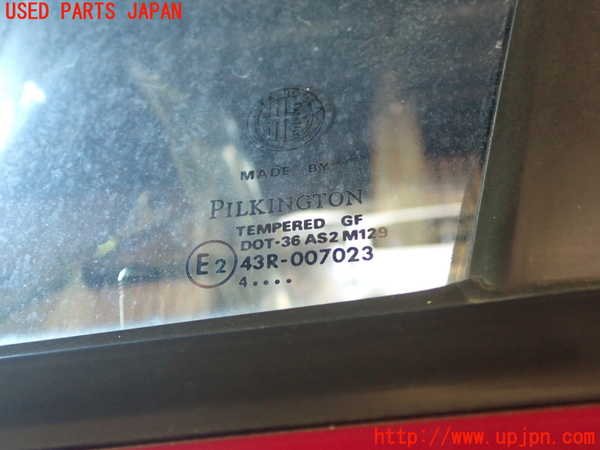 USED PARTS JAPAN
MADE BY
PILKINGTON
TEMPERED GF
DOT-36 AS2 M129
E2 43R-007023
4....
http://www.upjpn.com